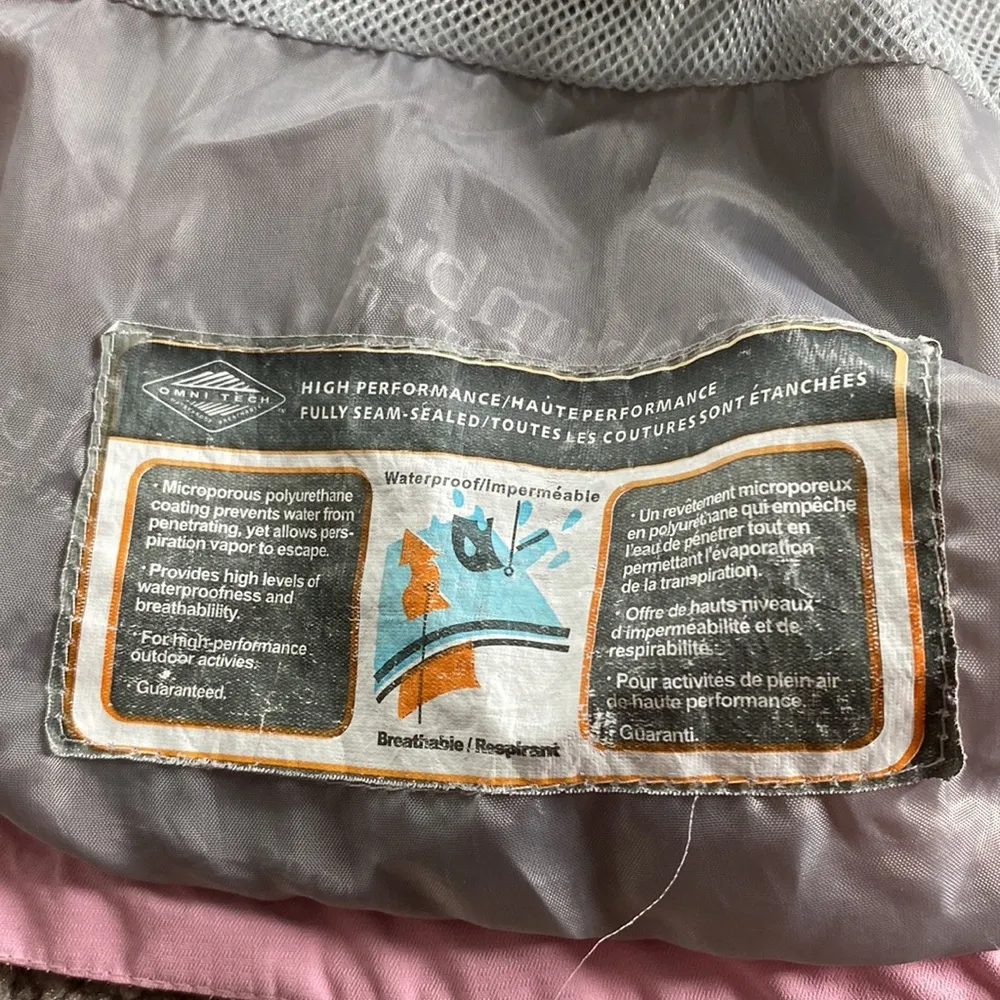 OMNI TECH
HIGH PERFORMANCE/HAUTE PERFORMANCE
FULLY SEAM-SEALED/TOUTES LES COUTURES SONT ÉTANCHÉES
· Microporous polyurethane
coating prevents water from
penetrating, yet allows pers-
piration vapor to escape.
· Provides high levels of
waterproofness and
breathablility.
· For high-performance
outdoor activies.
· Guaranteed.
Waterproof/Imperméable
Breathable / Respirant
· Un revêtement microporeux
en polyuréthane qui empêche
l'eau de pénétrer tout en
permettant l'évaporation
de la transpiration.
· Offre de hauts niveaux
d'imperméabilité et de
respirabilité.
· Pour activités de plein air
de haute performance.
· Guaranti.